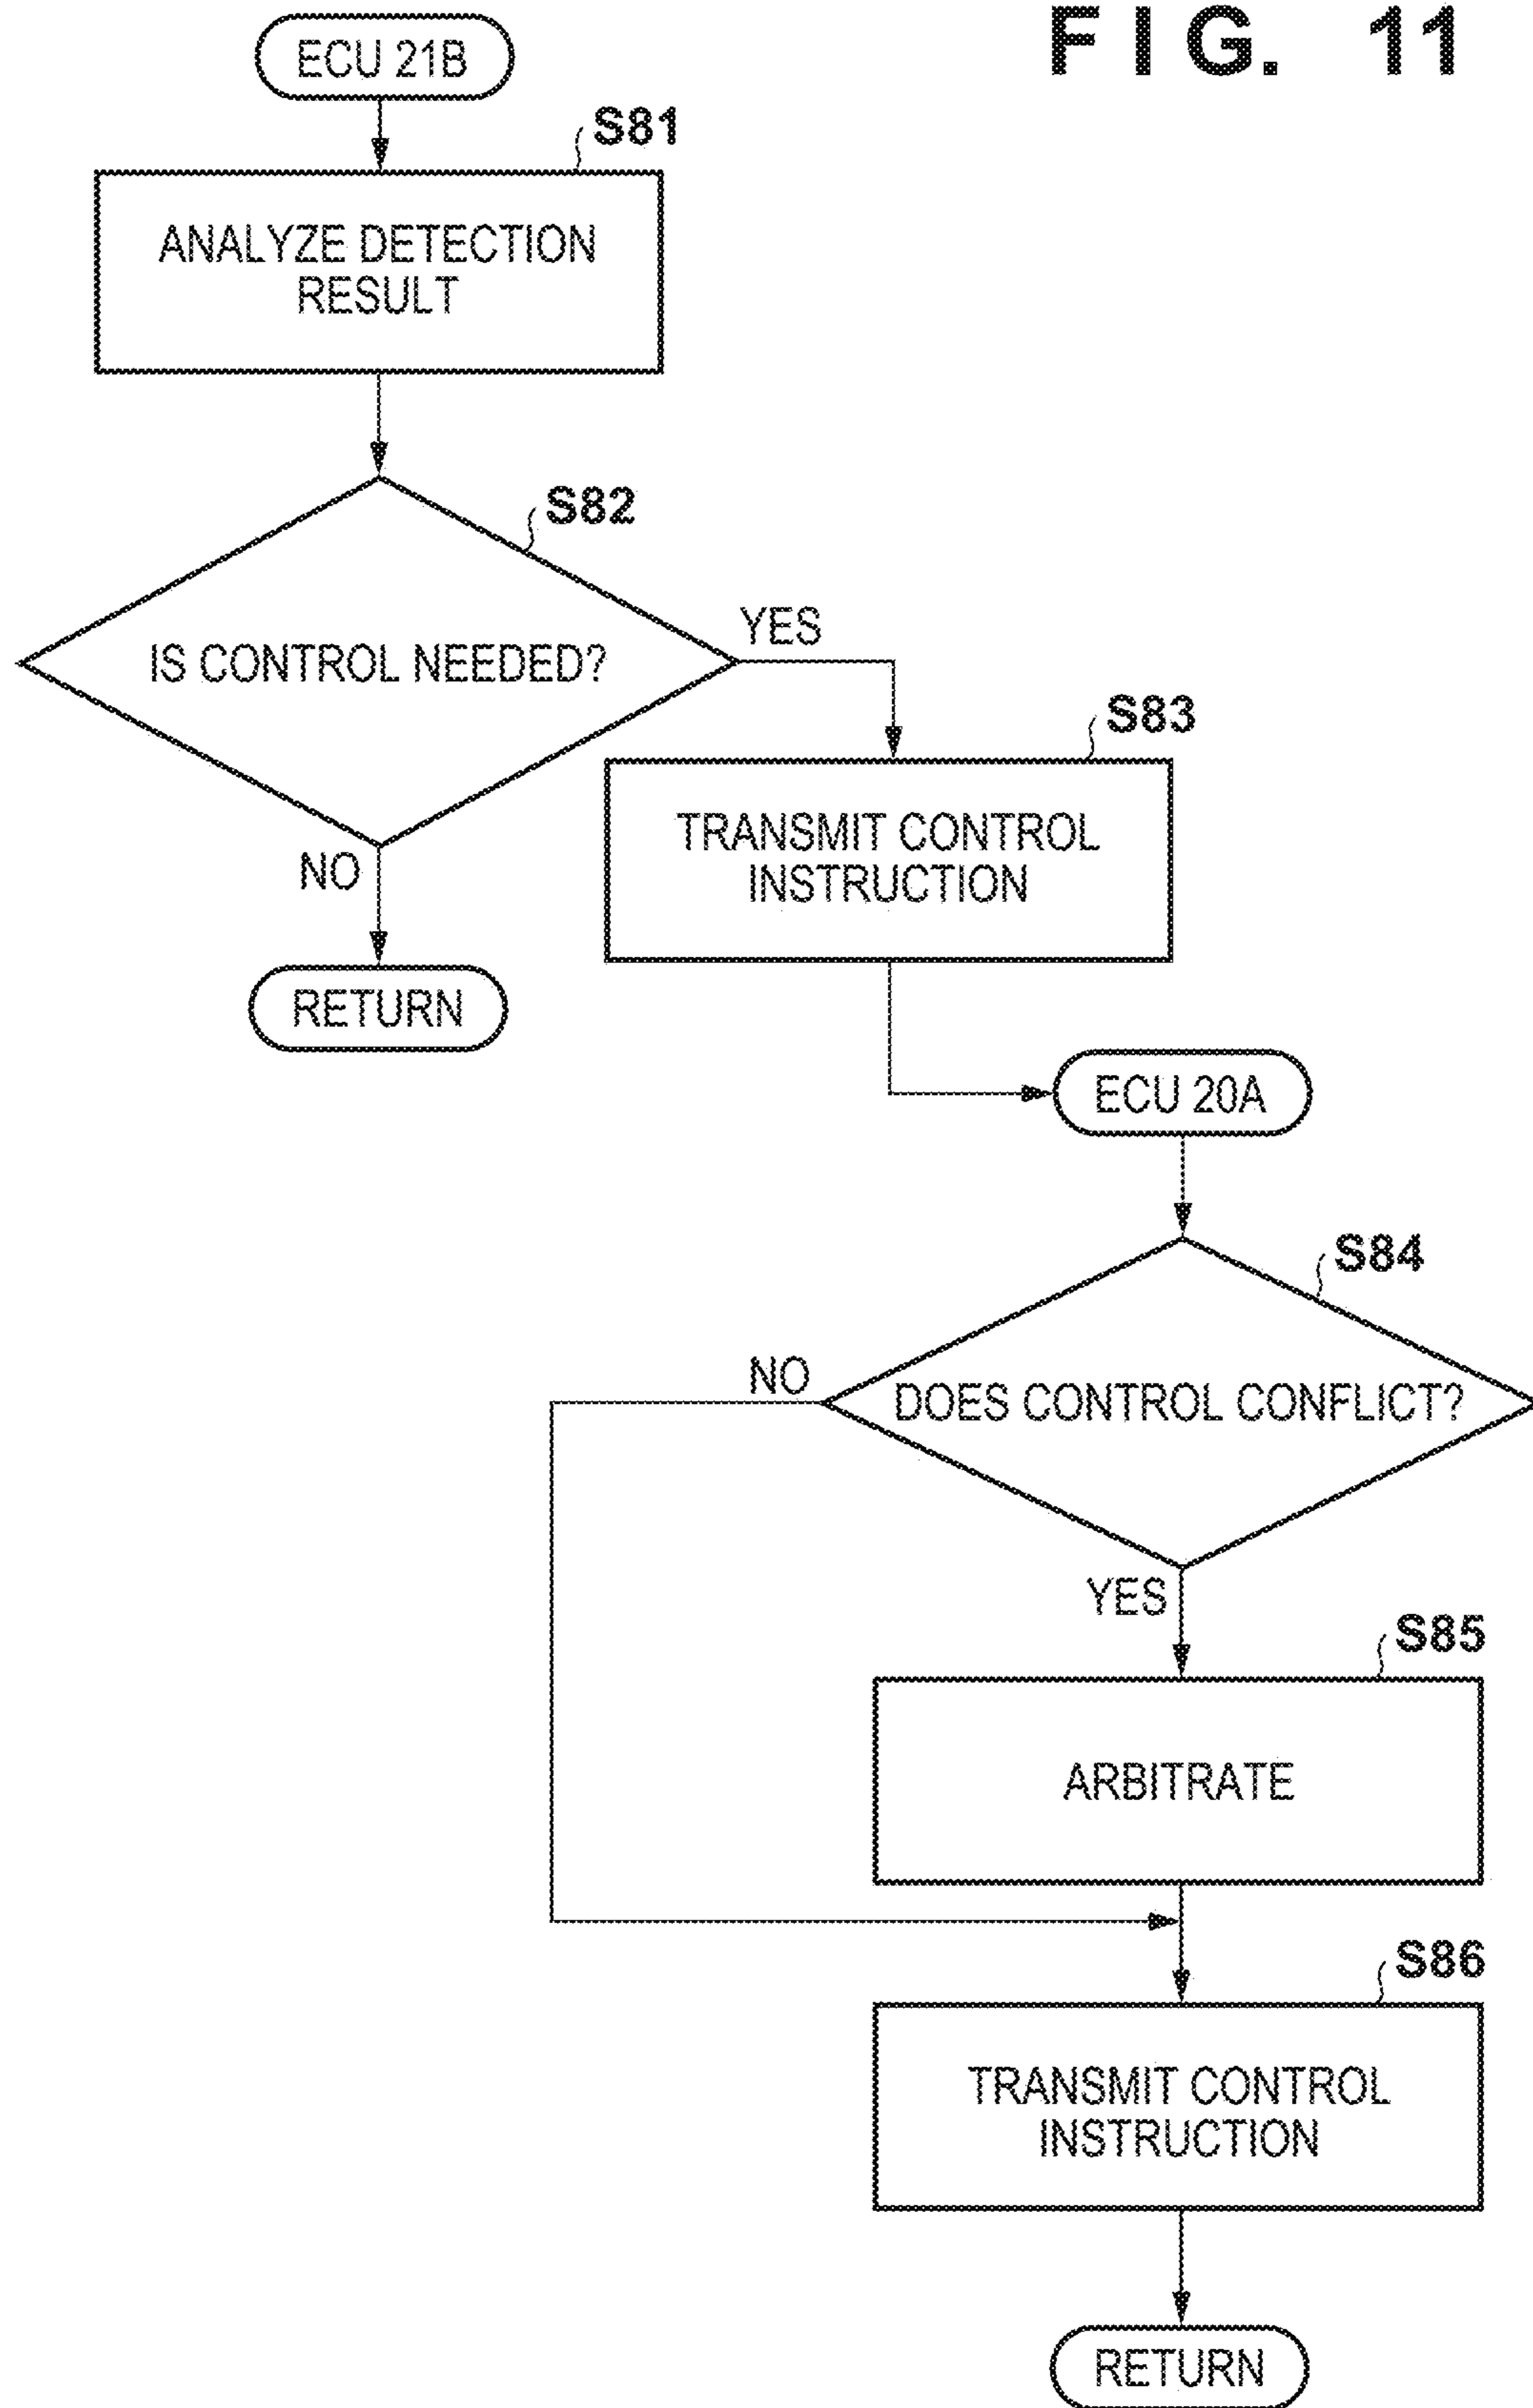 FIG. 11
ECU 21B
S81
ANALYZE DETECTION
RESULT
S82
IS CONTROL NEEDED?
YES
S83
TRANSMIT CONTROL
INSTRUCTION
NO
RETURN
ECU 20A
S84
NO
DOES CONTROL CONFLICT?
YES
S85
ARBITRATE
S86
TRANSMIT CONTROL
INSTRUCTION
RETURN